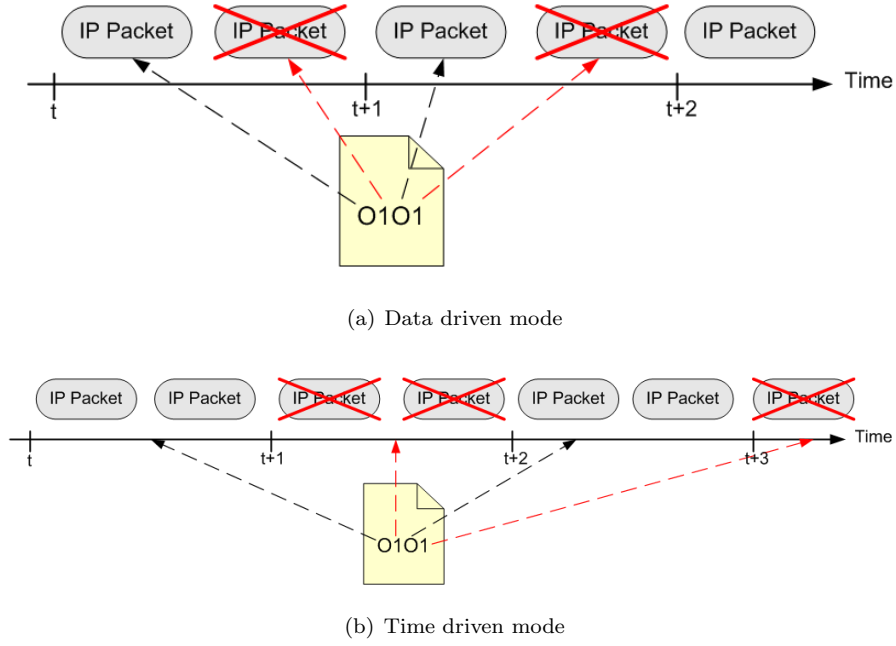 IP Packet IP Packet IP Packet IP Packet IP Packet
Time
t t+1 t+2
O1O1
(a) Data driven mode
IP Packet IP Packet IP Packet IP Packet IP Packet IP Packet IP Packet
Time
t t+1 t+2 t+3
O1O1
(b) Time driven mode